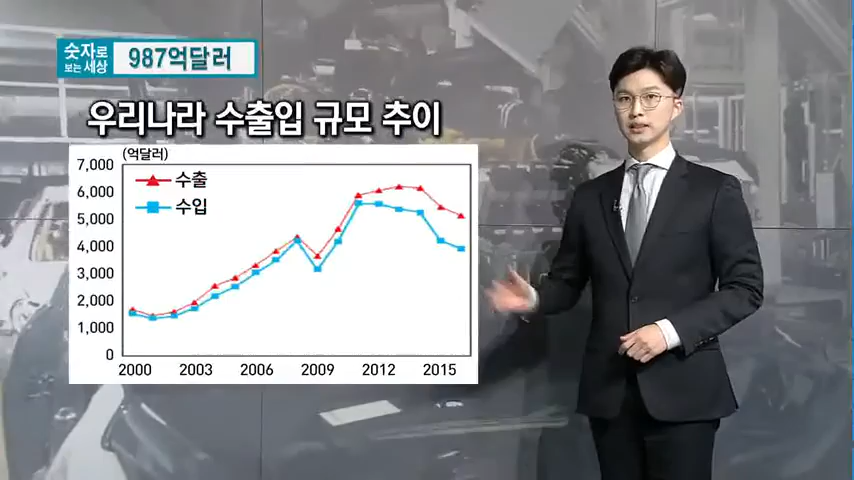 숫자로
보는 세상
987억달러
우리나라 수출입 규모 추이
(억달러)
7,000
6,000
5,000
4,000
3,000
2,000
1,000
0
수출
수입
2000 2003 2006 2009 2012 2015